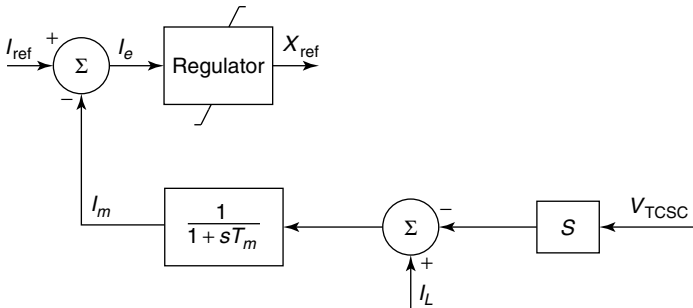 I_ref
+
Σ
−
I_e
Regulator
X_ref
I_m
1
1 + sT_m
Σ
−
+
I_L
S
V_TCSC